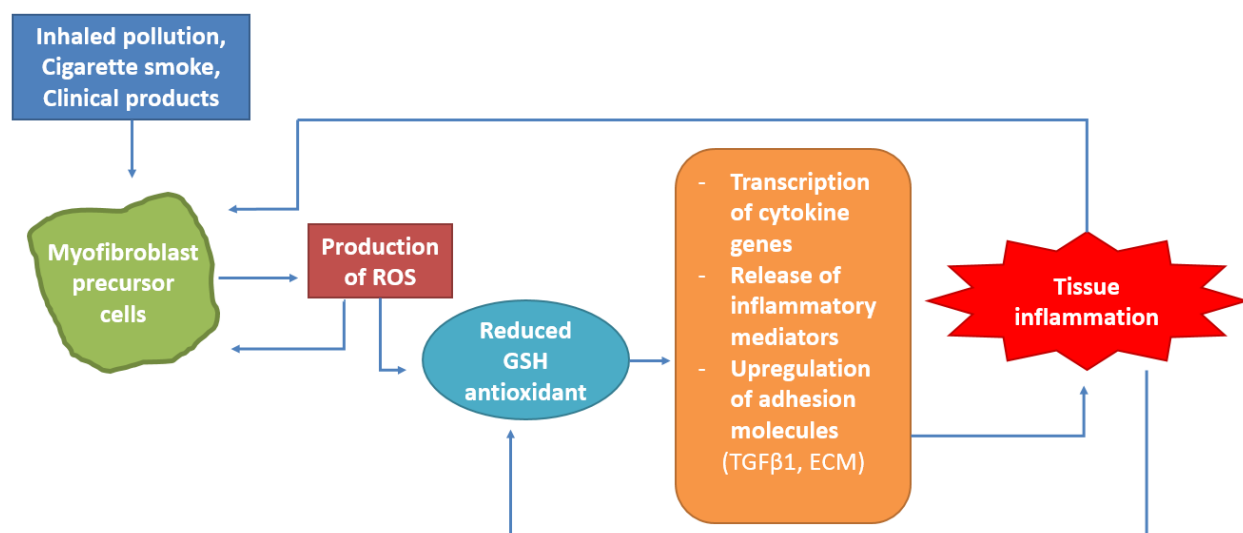 Inhaled pollution,
Cigarette smoke,
Clinical products
Myofibroblast
precursor
cells
Production
of ROS
Reduced
GSH
antioxidant
- Transcription
of cytokine
genes
- Release of
inflammatory
mediators
- Upregulation
of adhesion
molecules
(TGFβ1, ECM)
Tissue
inflammation